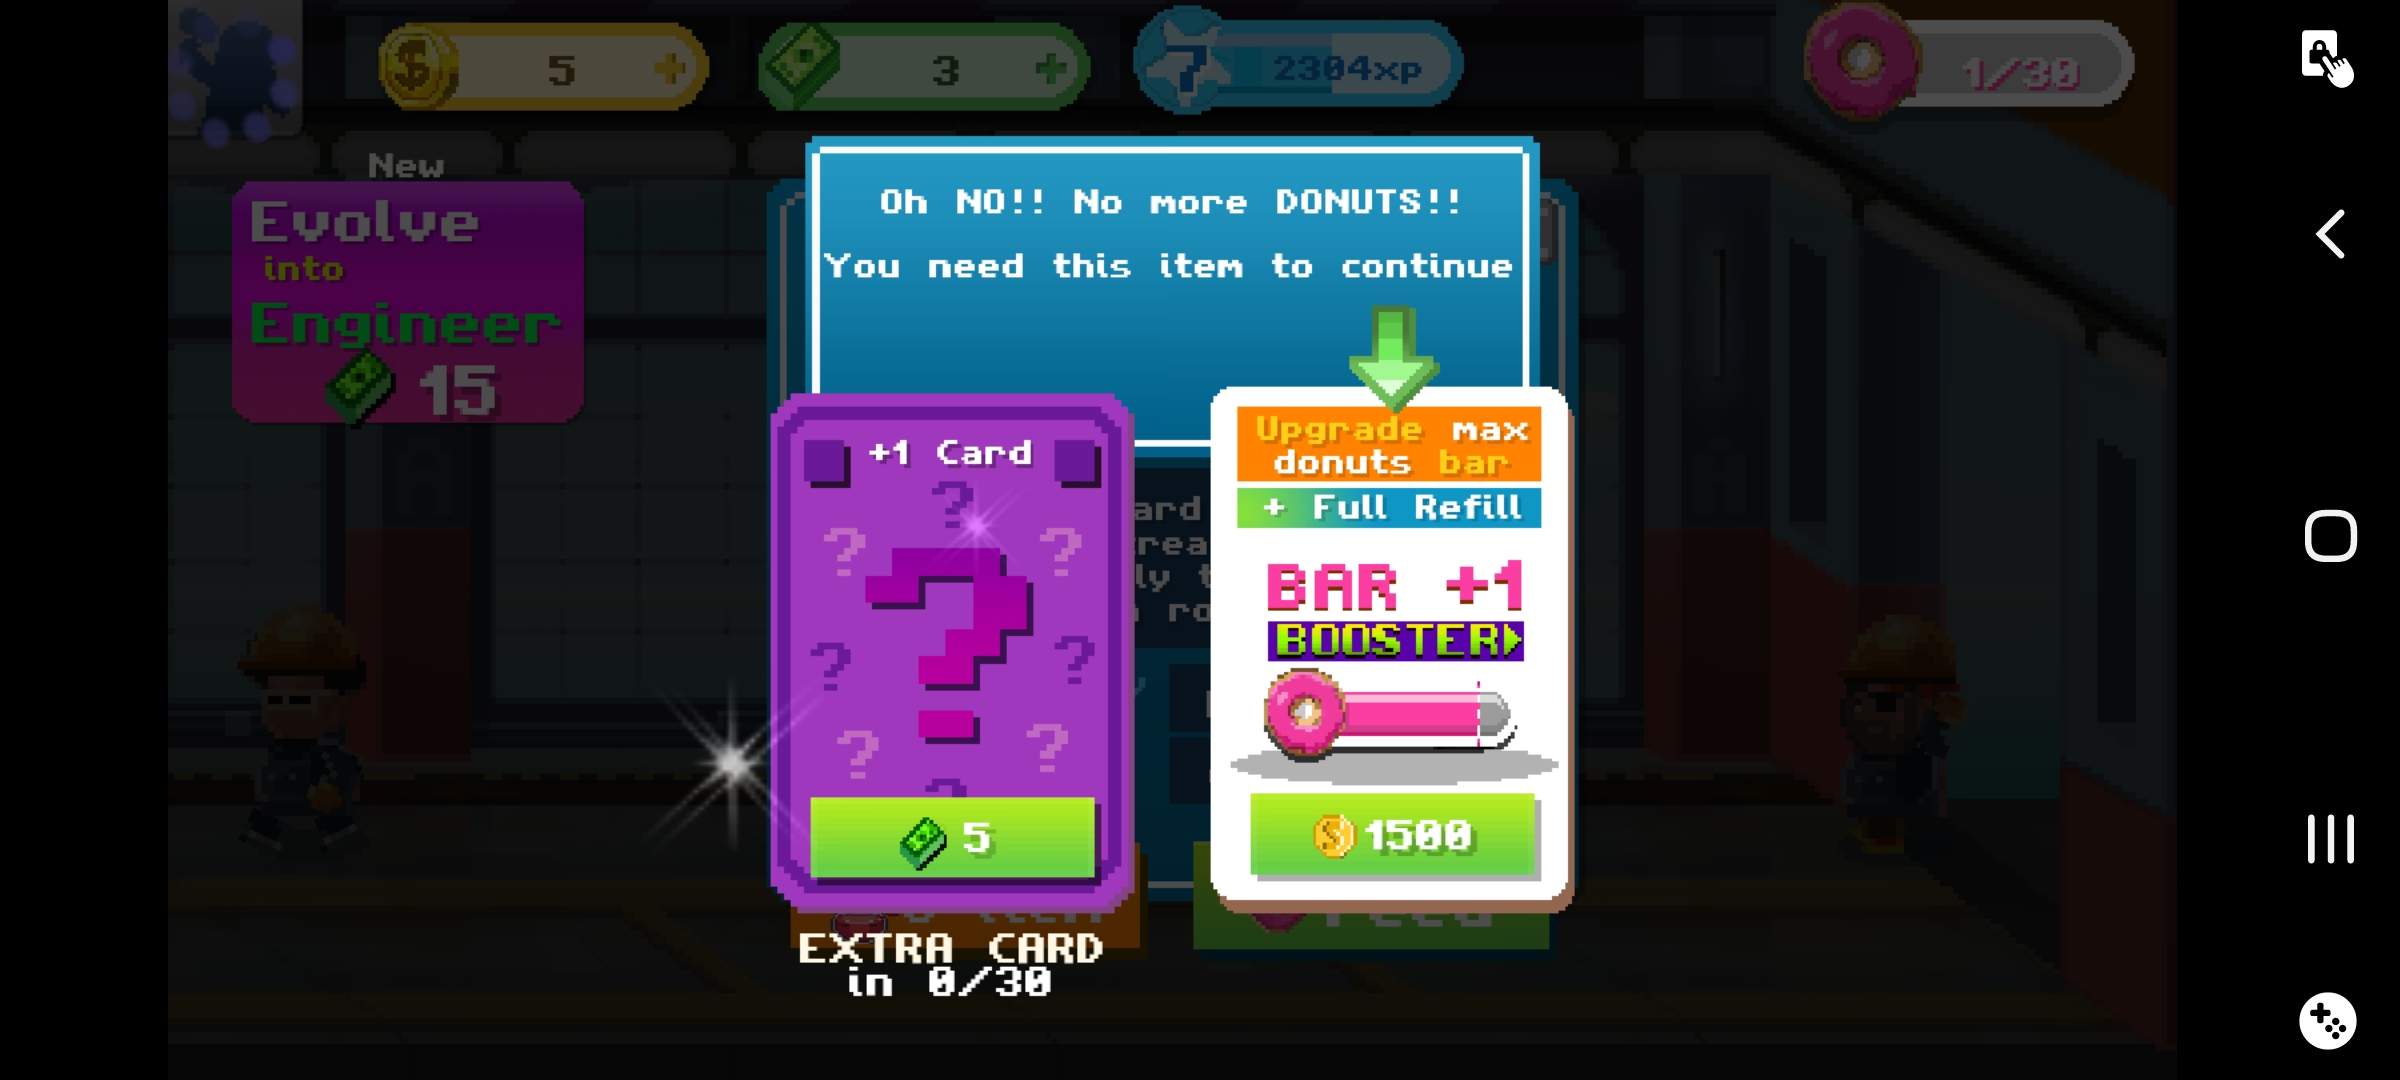 5 +
3 +
7 2304xp
1/30
New
Evolve
into
Engineer
15
Oh NO!! No more DONUTS!!
You need this item to continue
+1 Card
? ? ? ? ? ? ? ? ?
5
EXTRA CARD
in 0/30
Upgrade max
donuts bar
+ Full Refill
BAR +1
BOOSTER
1500